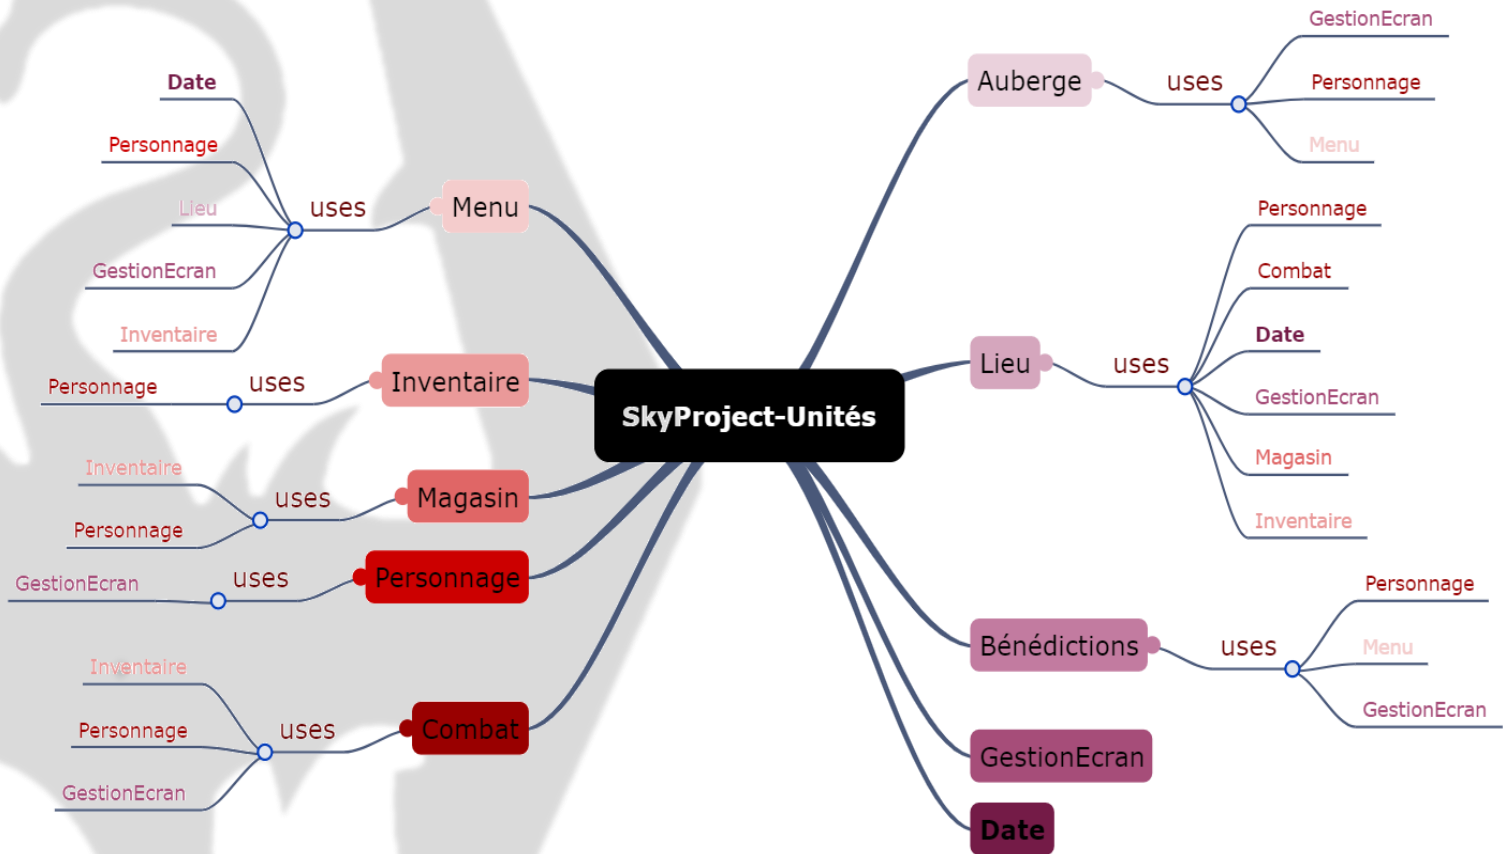 SkyProject-Unités
Menu
uses
Date
Personnage
Lieu
GestionEcran
Inventaire
Inventaire
uses
Personnage
Magasin
uses
Inventaire
Personnage
Personnage
uses
GestionEcran
Combat
uses
Inventaire
Personnage
GestionEcran
Auberge
uses
GestionEcran
Personnage
Menu
Lieu
uses
Personnage
Combat
Date
GestionEcran
Magasin
Inventaire
Bénédictions
uses
Personnage
Menu
GestionEcran
GestionEcran
Date